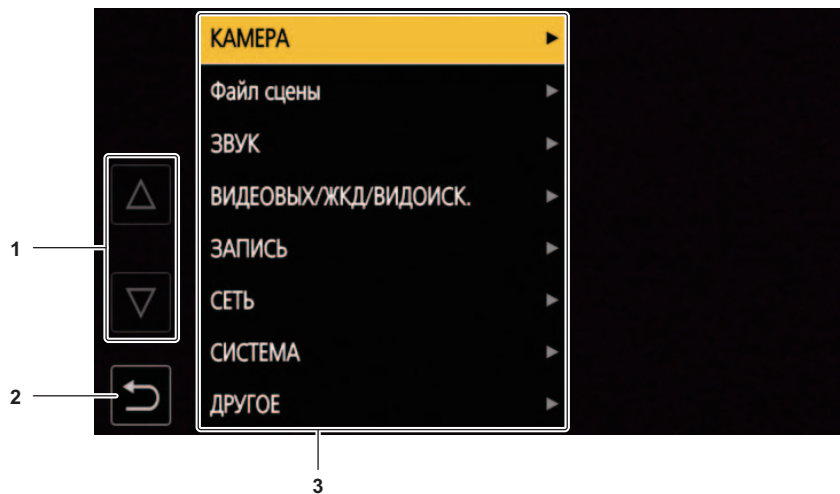 КАМЕРА
Файл сцены
ЗВУК
ВИДЕОВЫХ/ЖКД/ВИДОИСК.
ЗАПИСЬ
СЕТЬ
СИСТЕМА
ДРУГОЕ
1
2
3